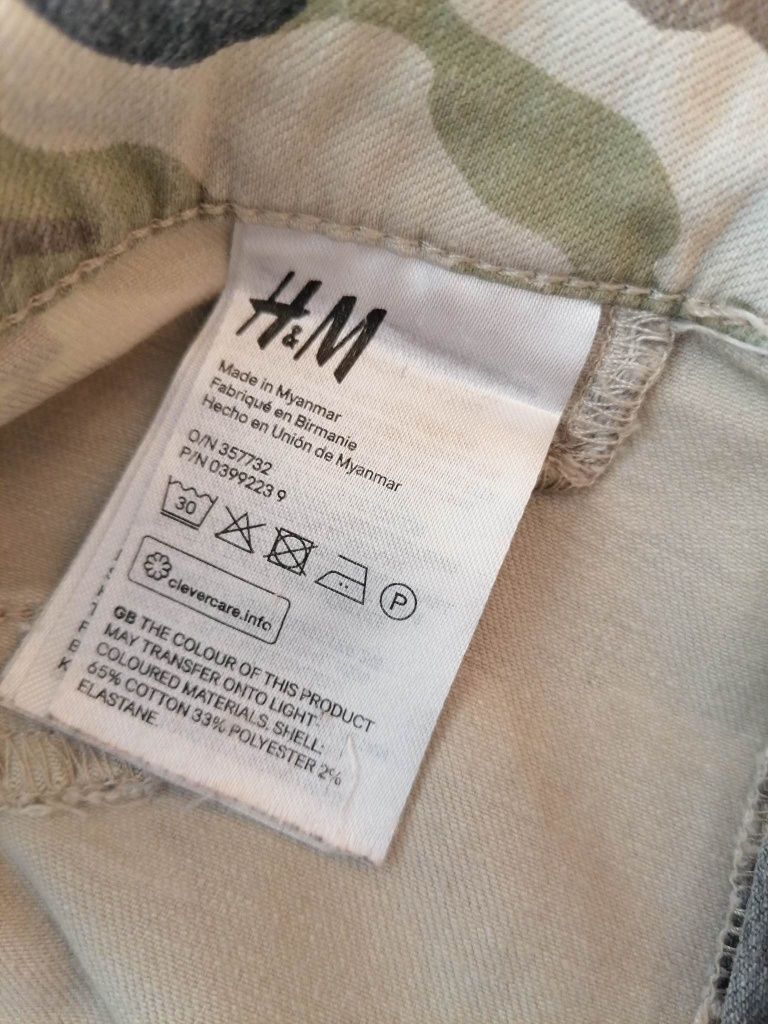 H&M
Made in Myanmar
Fabriqué en Birmanie
Hecho en Unión de Myanmar
O/N 357732
P/N 0399223 9
30
P
clevercare.info
GB THE COLOUR OF THIS PRODUCT
MAY TRANSFER ONTO LIGHT-
COLOURED MATERIALS. SHELL:
65% COTTON 33% POLYESTER 2%
ELASTANE